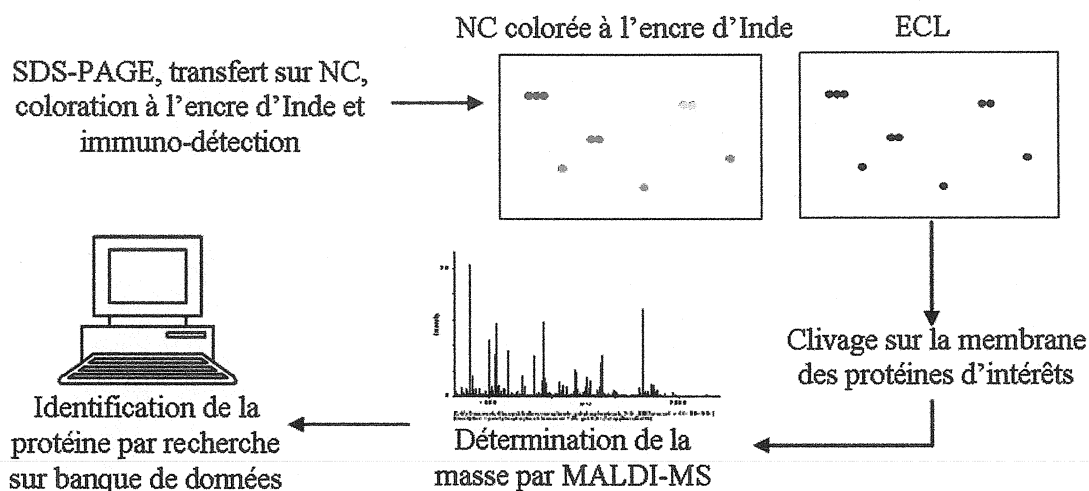 NC colorée à l'encre d'Inde
ECL
SDS-PAGE, transfert sur NC,
coloration à l'encre d'Inde et
immuno-détection
Clivage sur la membrane
des protéines d'intérêts
Détermination de la
masse par MALDI-MS
Identification de la
protéine par recherche
sur banque de données